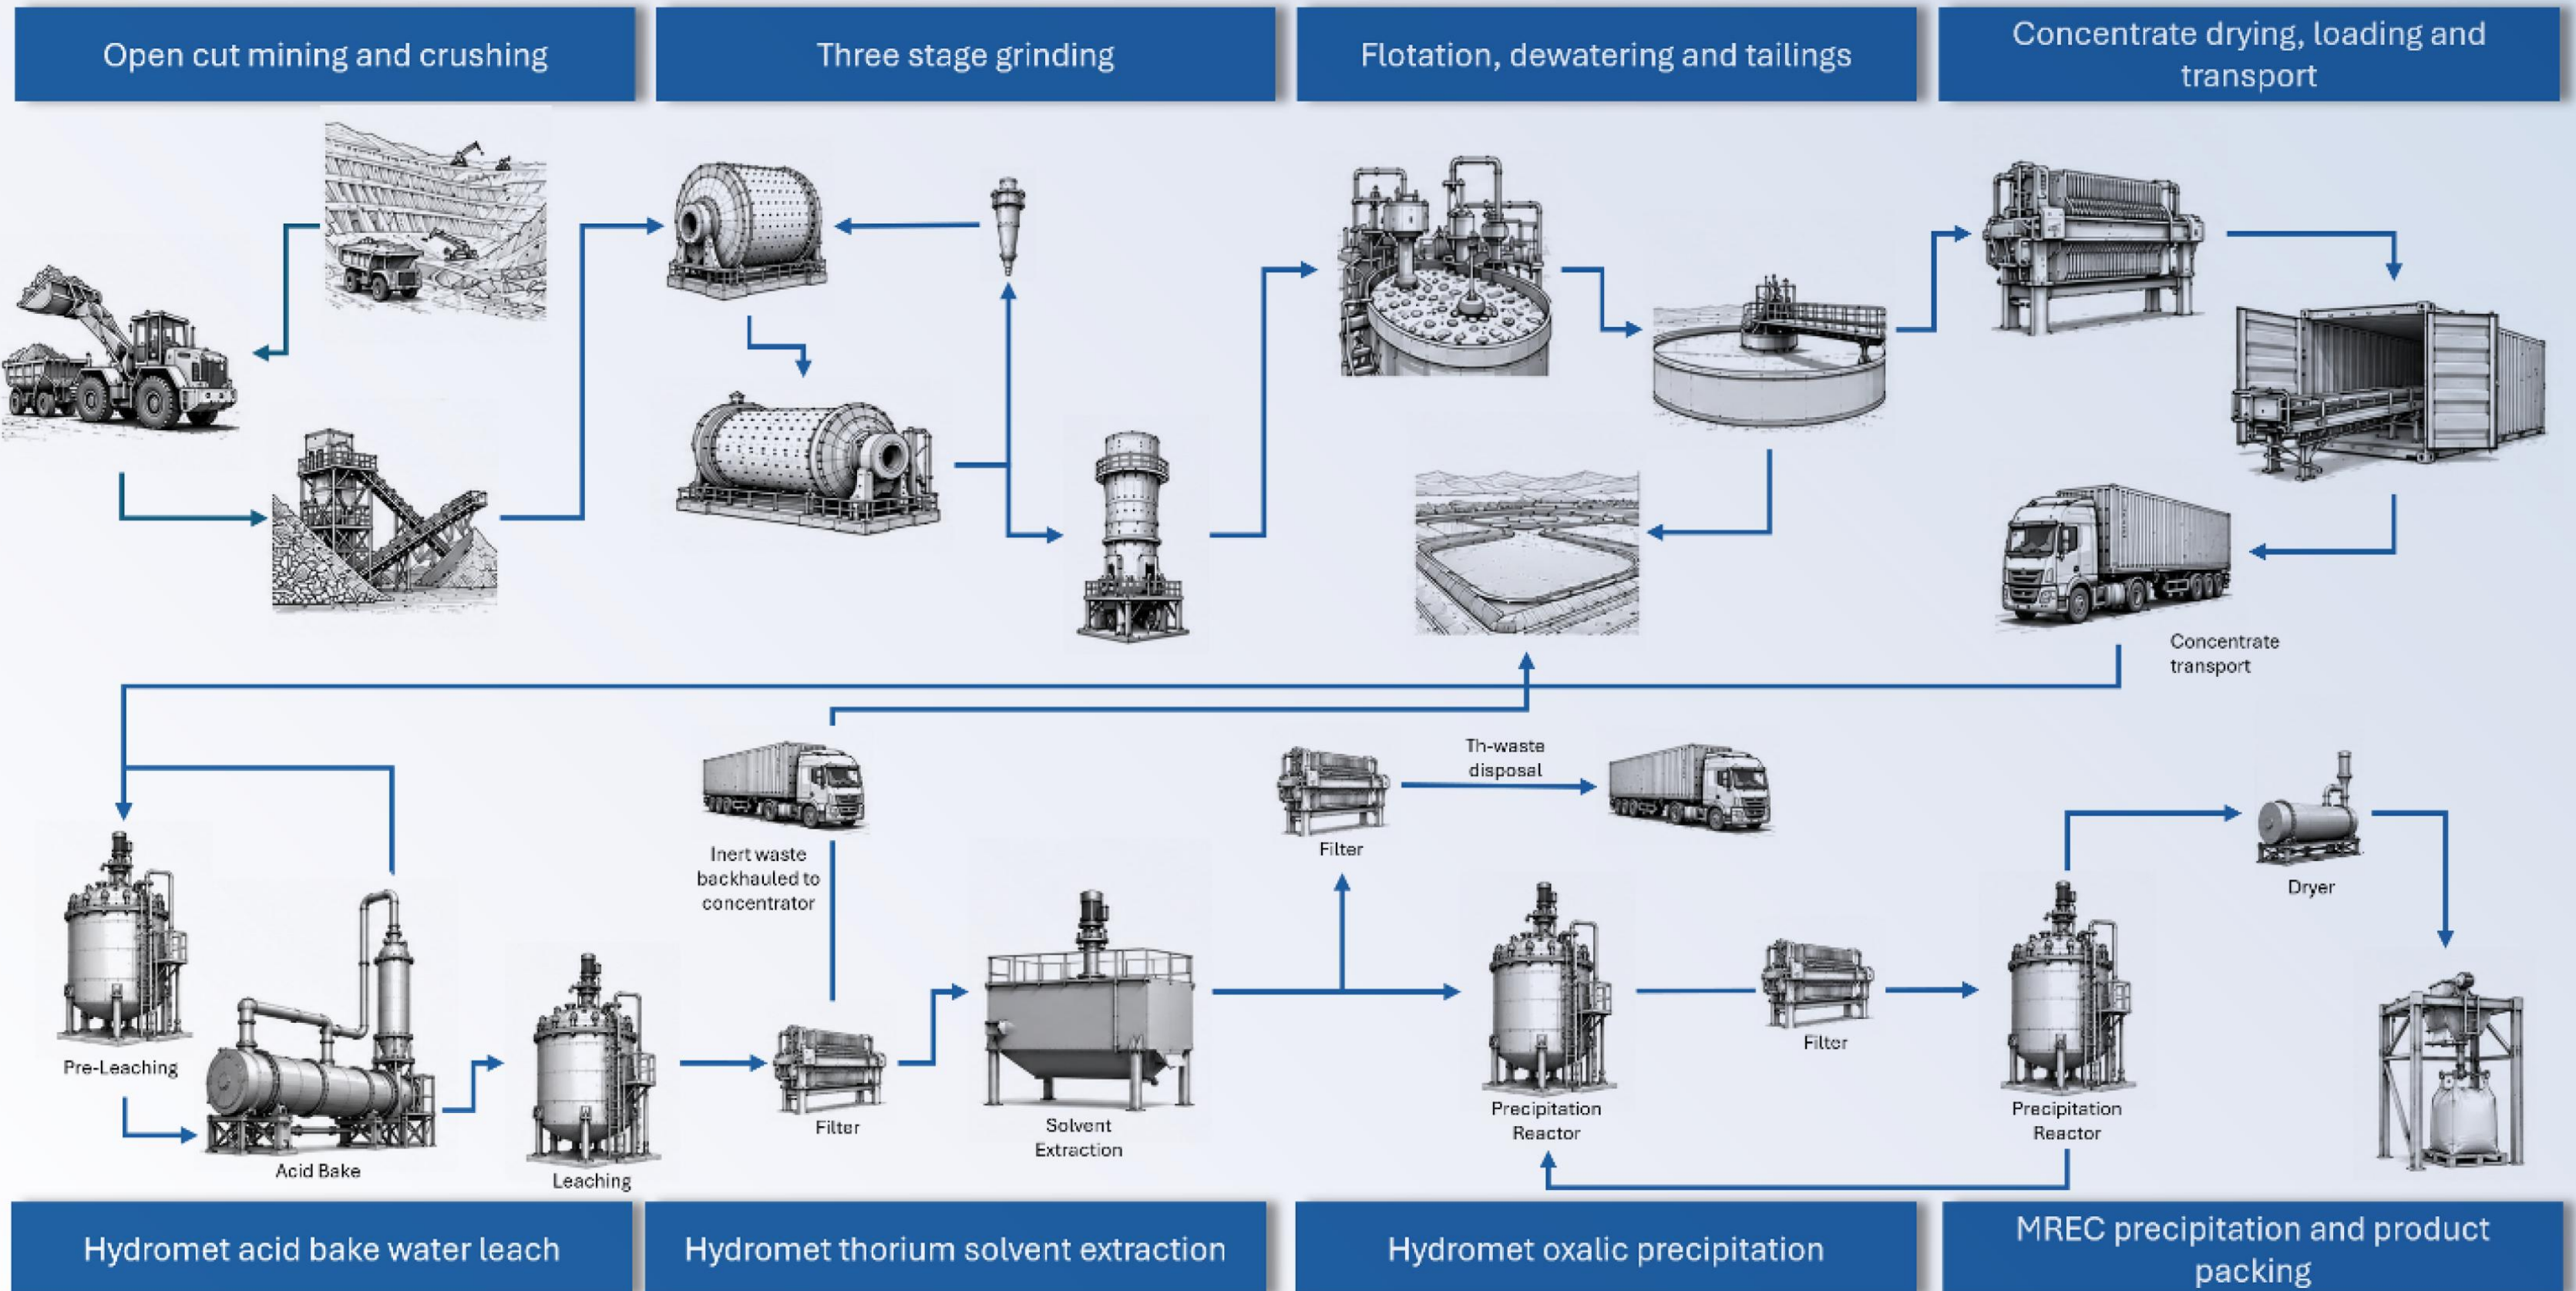 Open cut mining and crushing
Three stage grinding
Flotation, dewatering and tailings
Concentrate drying, loading and
transport
Concentrate
transport
Inert waste
backhauled to
concentrator
Th-waste
disposal
Filter
Dryer
Pre-Leaching
Acid Bake
Leaching
Filter
Solvent
Extraction
Precipitation
Reactor
Filter
Precipitation
Reactor
Hydromet acid bake water leach
Hydromet thorium solvent extraction
Hydromet oxalic precipitation
MREC precipitation and product
packing